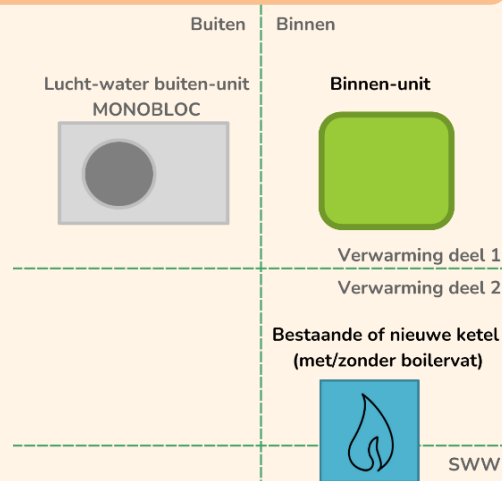 Buiten
Binnen
Lucht-water buiten-unit
MONOBLOC
Binnen-unit
Verwarming deel 1
Verwarming deel 2
Bestaande of nieuwe ketel
(met/zonder boilervat)
SWW